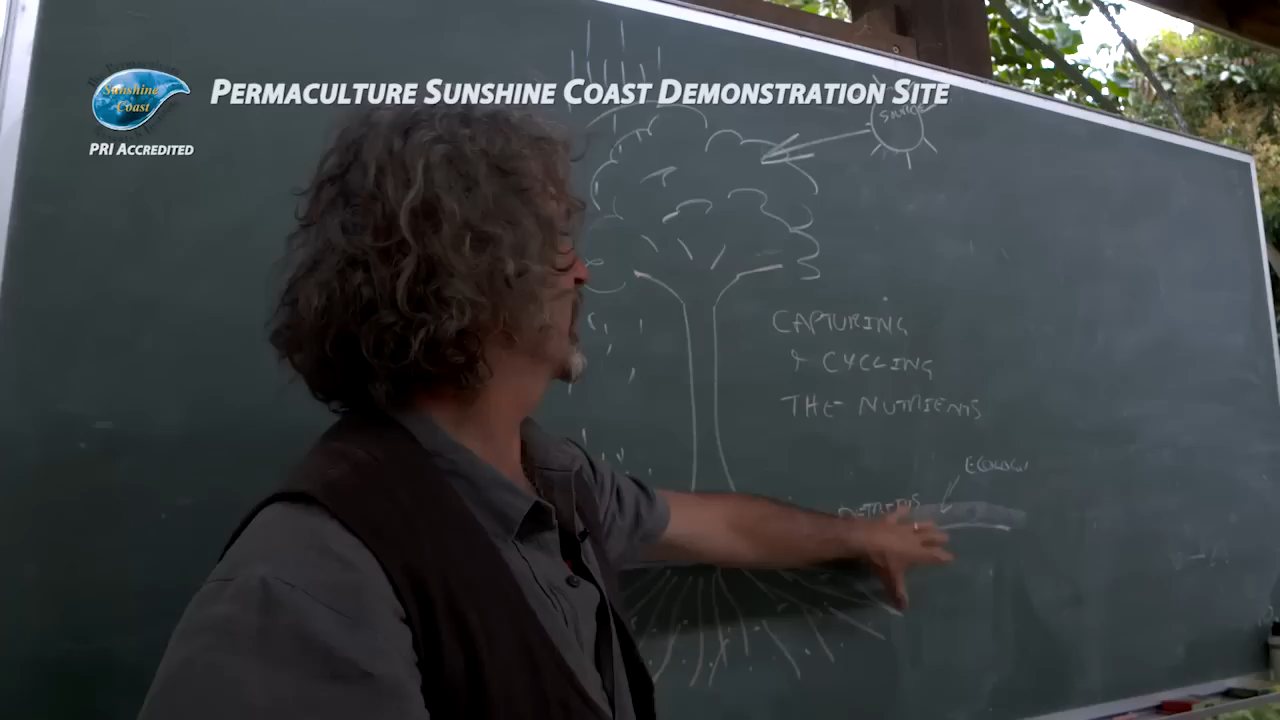 Sunshine
Coast
PRI ACCREDITED
PERMACULTURE SUNSHINE COAST DEMONSTRATION SITE
CAPTURING
& CYCLING
THE NUTRIENTS